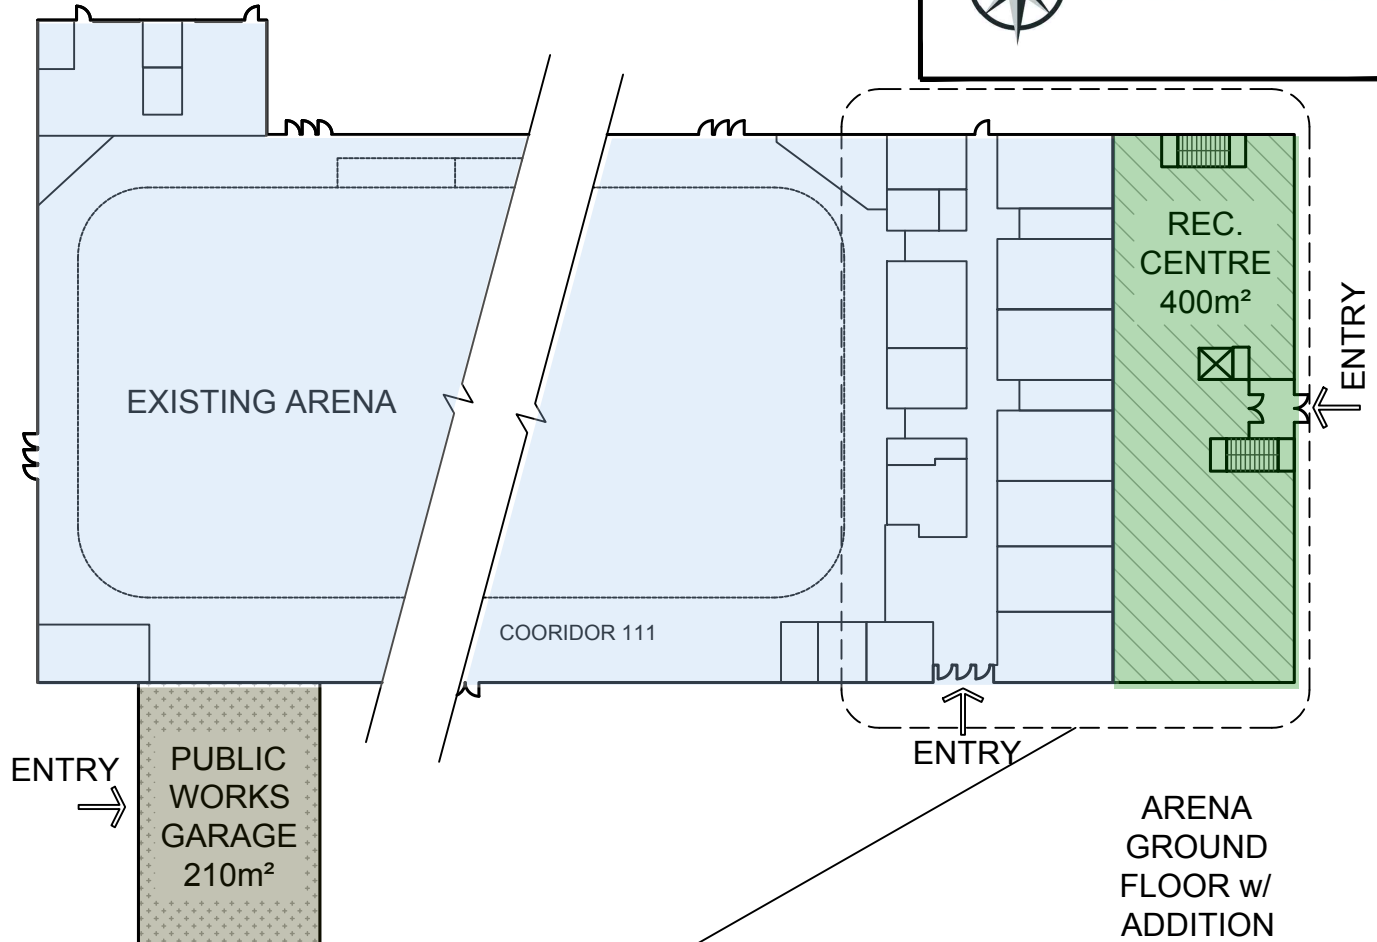 REC.
CENTRE
400m²
ENTRY
EXISTING ARENA
COORIDOR 111
ENTRY
PUBLIC
WORKS
GARAGE
210m²
ENTRY
ARENA
GROUND
FLOOR w/
ADDITION